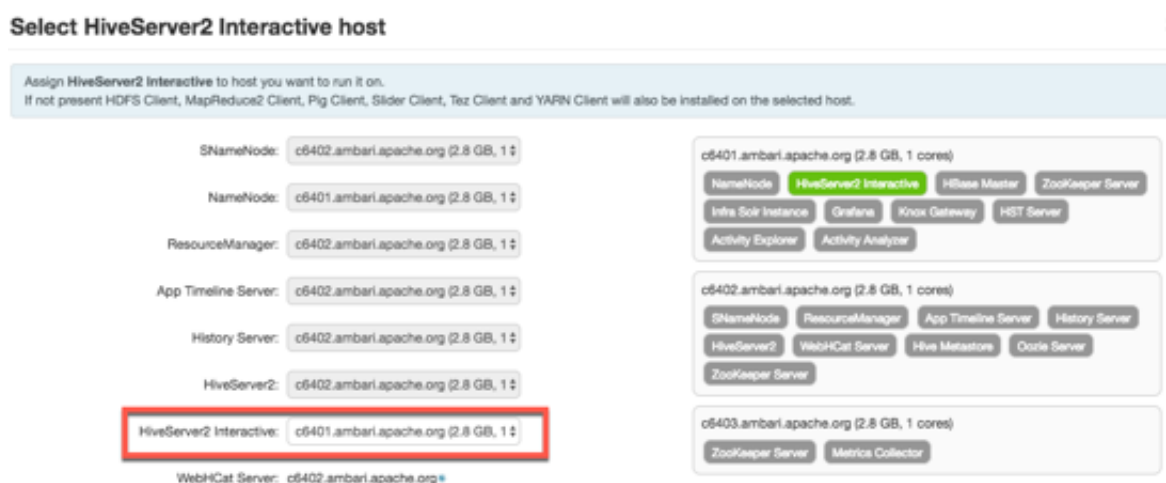 Select HiveServer2 Interactive host
Assign HiveServer2 Interactive to host you want to run it on.
If not present HDFS Client, MapReduce2 Client, Pig Client, Slider Client, Tez Client and YARN Client will also be installed on the selected host.
SNameNode: c6402.ambari.apache.org (2.8 GB, 1
NameNode: c6401.ambari.apache.org (2.8 GB, 1
ResourceManager: c6402.ambari.apache.org (2.8 GB, 1
App Timeline Server: c6402.ambari.apache.org (2.8 GB, 1
History Server: c6402.ambari.apache.org (2.8 GB, 1
HiveServer2: c6402.ambari.apache.org (2.8 GB, 1
HiveServer2 Interactive: c6401.ambari.apache.org (2.8 GB, 1
WebHCat Server: c6402.ambari.apache.org
c6401.ambari.apache.org (2.8 GB, 1 cores)
NameNode HiveServer2 Interactive HBase Master ZooKeeper Server
Infra Solr Instance Grafana Knox Gateway HST Server
Activity Explorer Activity Analyzer
c6402.ambari.apache.org (2.8 GB, 1 cores)
SNameNode ResourceManager App Timeline Server History Server
HiveServer2 WebHCat Server Hive Metastore Oozie Server
ZooKeeper Server
c6403.ambari.apache.org (2.8 GB, 1 cores)
ZooKeeper Server Metrics Collector